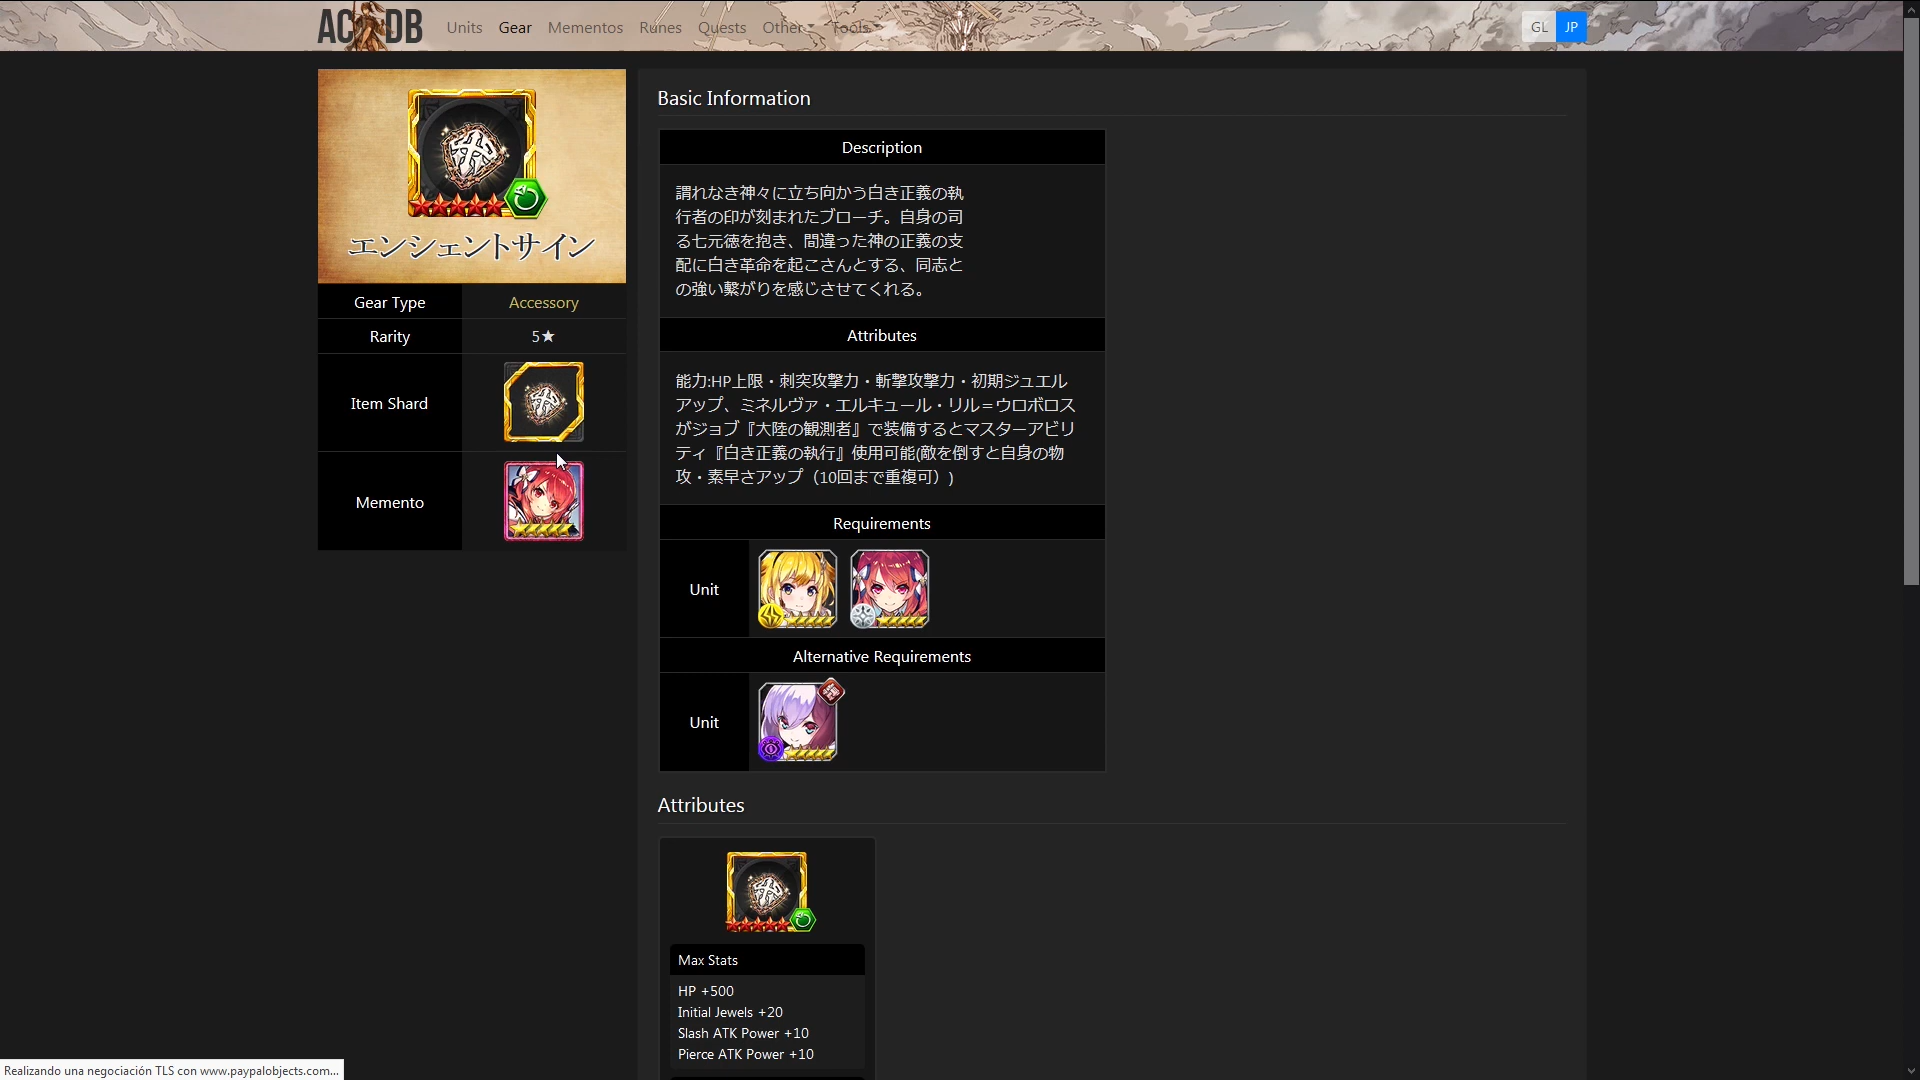 AC DB
Units
Gear
Mementos
Runes
Quests
Other
Tools
GL
JP
エンシェントサイン
Gear Type
Accessory
Rarity
5★
Item Shard
Memento
Basic Information
Description
謂れなき神々に立ち向かう白き正義の執
行者の印が刻まれたブローチ。自身の司
る七元徳を抱き、間違った神の正義の支
配に白き革命を起こさんとする、同志と
の強い繋がりを感じさせてくれる。
Attributes
能力:HP上限・刺突攻撃力・斬撃攻撃力・初期ジュエル
アップ、ミネルヴァ・エルキュール・リル＝ウロボロス
がジョブ『大陸の観測者』で装備するとマスターアビリ
ティ『白き正義の執行』使用可能(敵を倒すと自身の物
攻・素早さアップ（10回まで重複可）)
Requirements
Unit
Alternative Requirements
Unit
Attributes
Max Stats
HP +500
Initial Jewels +20
Slash ATK Power +10
Pierce ATK Power +10
Realizando una negociación TLS con www.paypalobjects.com...